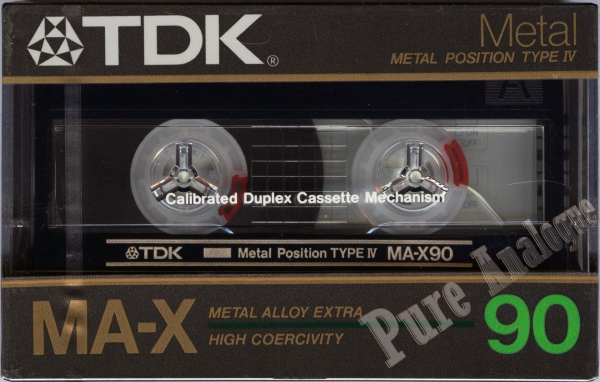 TDK®
Metal
METAL POSITION TYPE IV
A
Calibrated Duplex Cassette Mechanism
TDK Metal Position TYPE IV MA-X90
MA-X
METAL ALLOY EXTRA
HIGH COERCIVITY
90
Pure Analogue